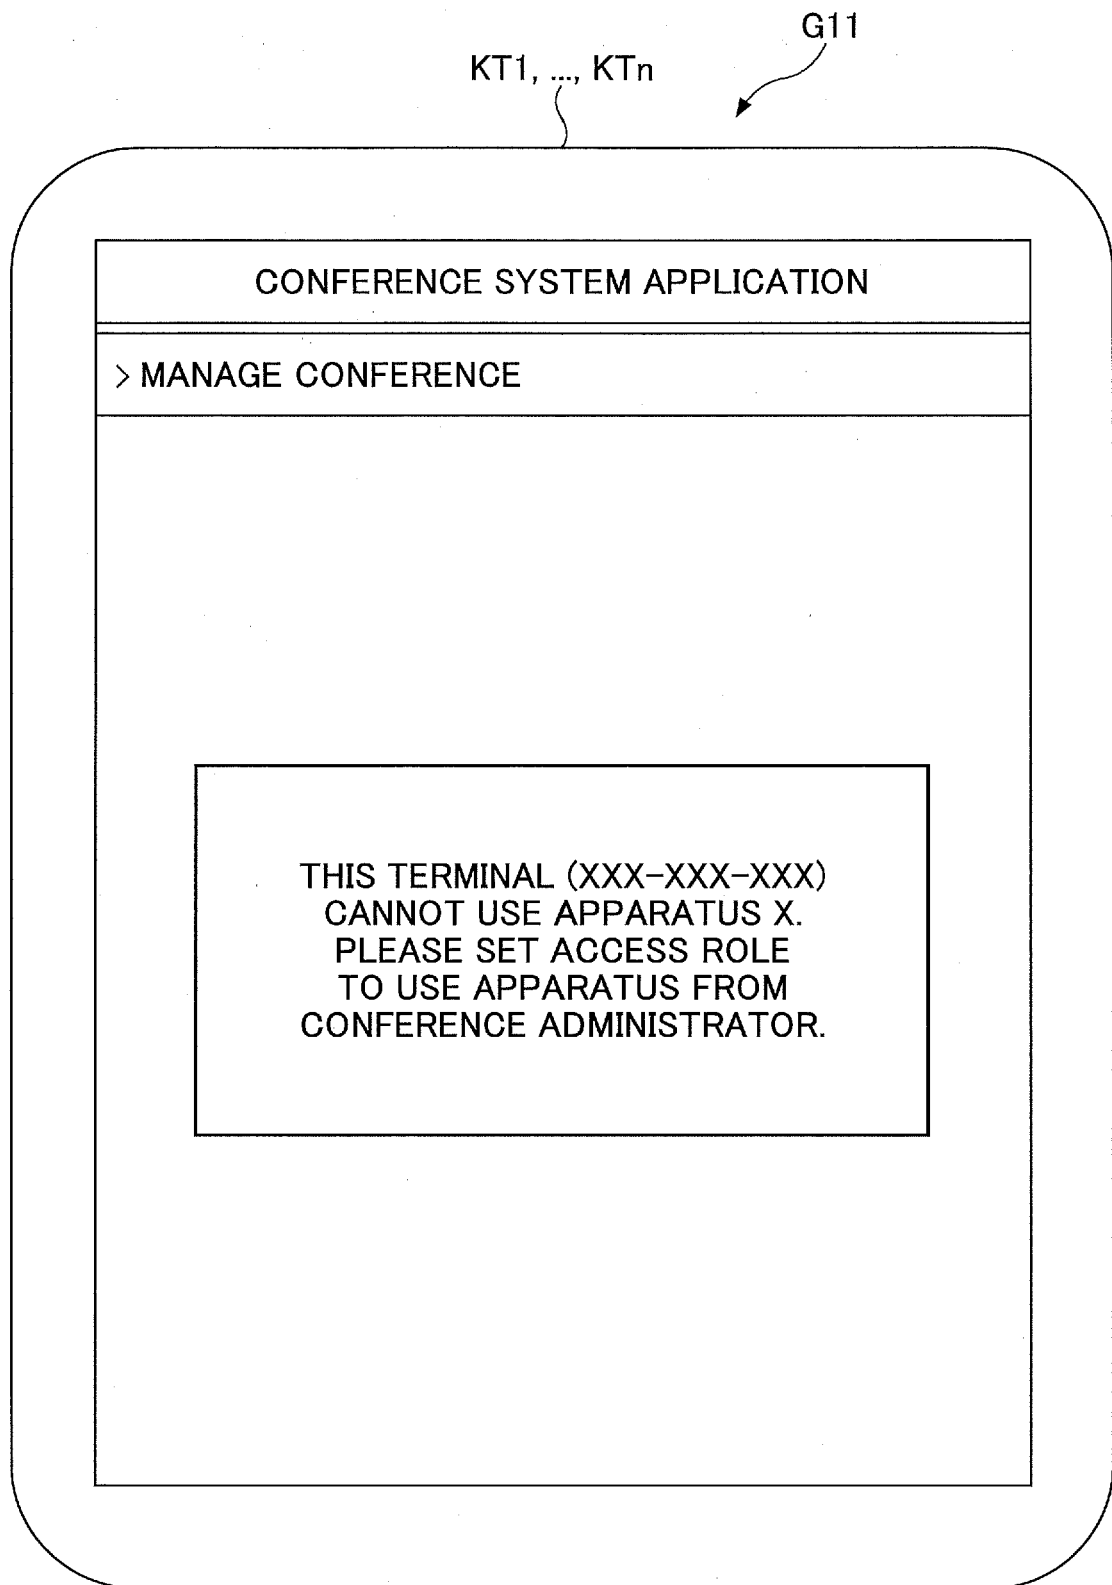 G11
KT1, ..., KTn
CONFERENCE SYSTEM APPLICATION
> MANAGE CONFERENCE
THIS TERMINAL (XXX-XXX-XXX)
CANNOT USE APPARATUS X.
PLEASE SET ACCESS ROLE
TO USE APPARATUS FROM
CONFERENCE ADMINISTRATOR.